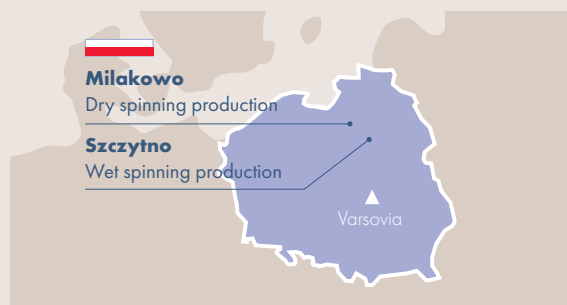 Milakowo
Dry spinning production
Szczytno
Wet spinning production
Varsovia